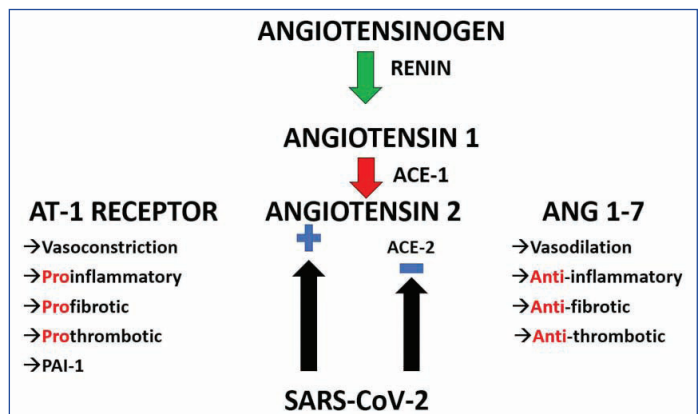 ANGIOTENSINOGEN
RENIN
ANGIOTENSIN 1
ACE-1
AT-1 RECEPTOR
→Vasoconstriction
→Proinflammatory
→Profibrotic
→Prothrombotic
→PAI-1
ANGIOTENSIN 2
+
ACE-2
−
ANG 1-7
→Vasodilation
→Anti-inflammatory
→Anti-fibrotic
→Anti-thrombotic
SARS-CoV-2